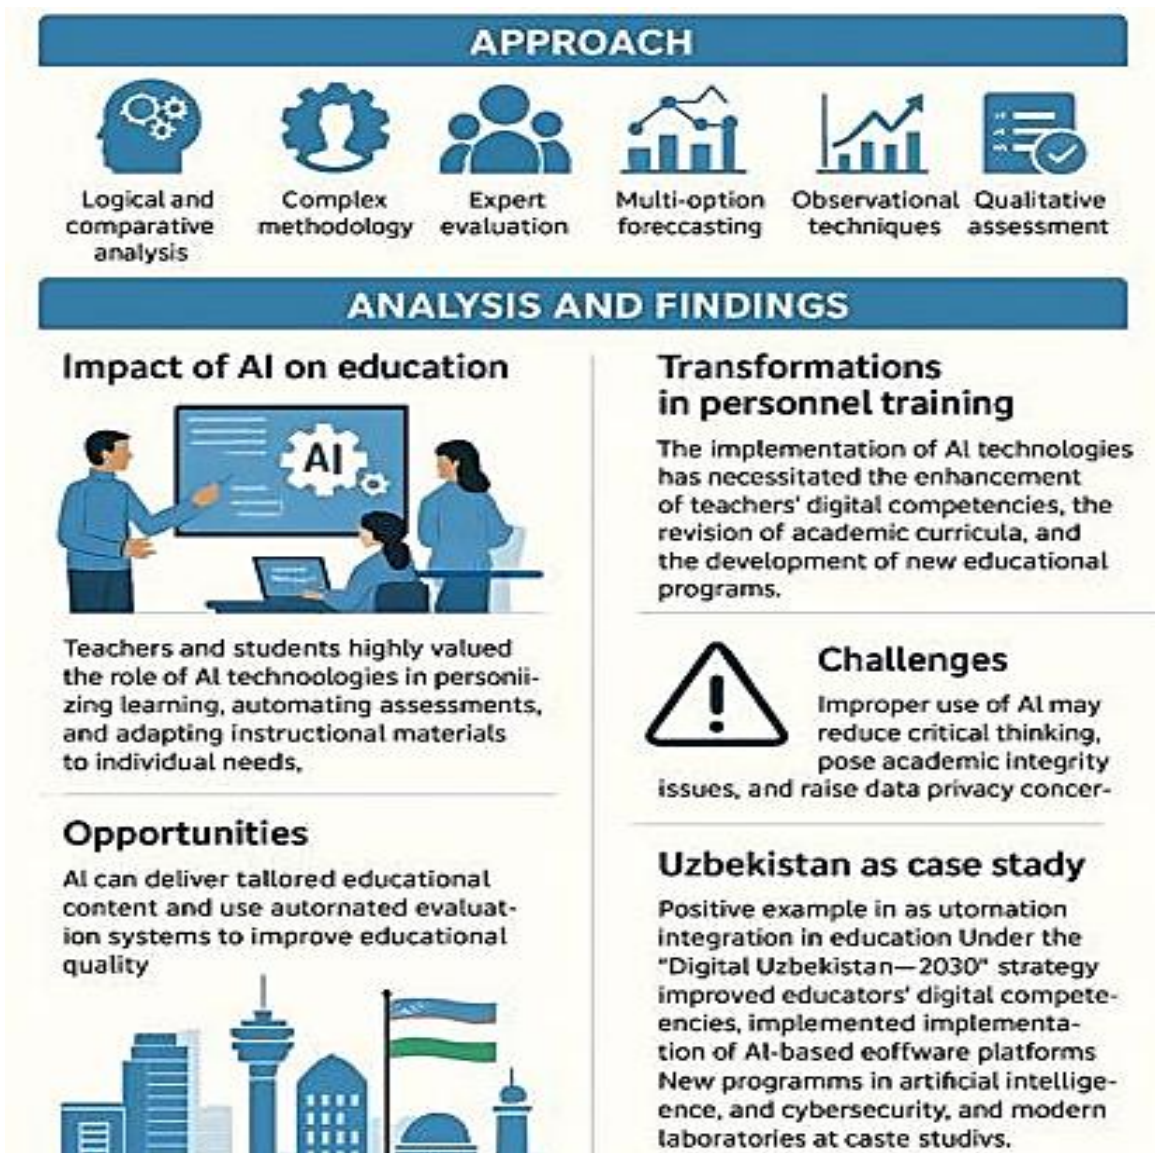 APPROACH
Logical and
comparative
analysis
Complex
methodology
Expert
evaluation
Multi-option
foreccasting
Observational
techniques
Qualitative
assessment
ANALYSIS AND FINDINGS
Impact of AI on education
AI
Teachers and students highly valued
the role of AI technoologies in personii-
zing learning, automating assessments,
and adapting instructional materials
to individual needs,
Opportunities
AI can deliver tallored educational
content and use autornated evaluat-
ion systems to improve educational
quality
Transformations
in personnel training
The implementation of AI technologies
has necessitated the enhancement
of teachers' digital competencies, the
revision of academic curricula, and
the development of new educational
programs.
Challenges
Improper use of AI may
reduce critical thinking,
pose academic integrity
issues, and raise data privacy concer-
Uzbekistan as case stady
Positive example in as utornation
integration in education Under the
"Digital Uzbekistan—2030" strategy
improved educators' digital compete-
encies, implemented implementa-
tion of AI-based eoffware platforms
New programms in artificial intellige-
ence, and cybersecurity, and modern
laboratories at caste studivs.